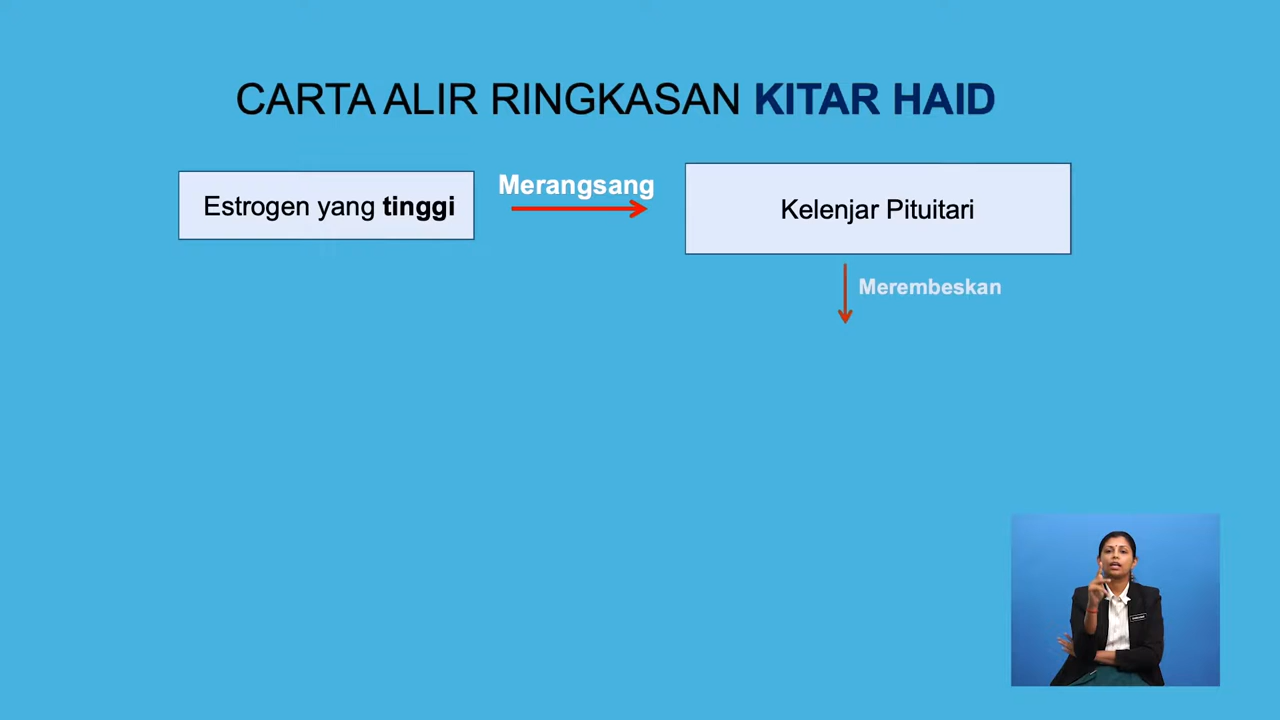 CARTA ALIR RINGKASAN KITAR HAID
Estrogen yang tinggi
Merangsang
Kelenjar Pituitari
Merembeskan